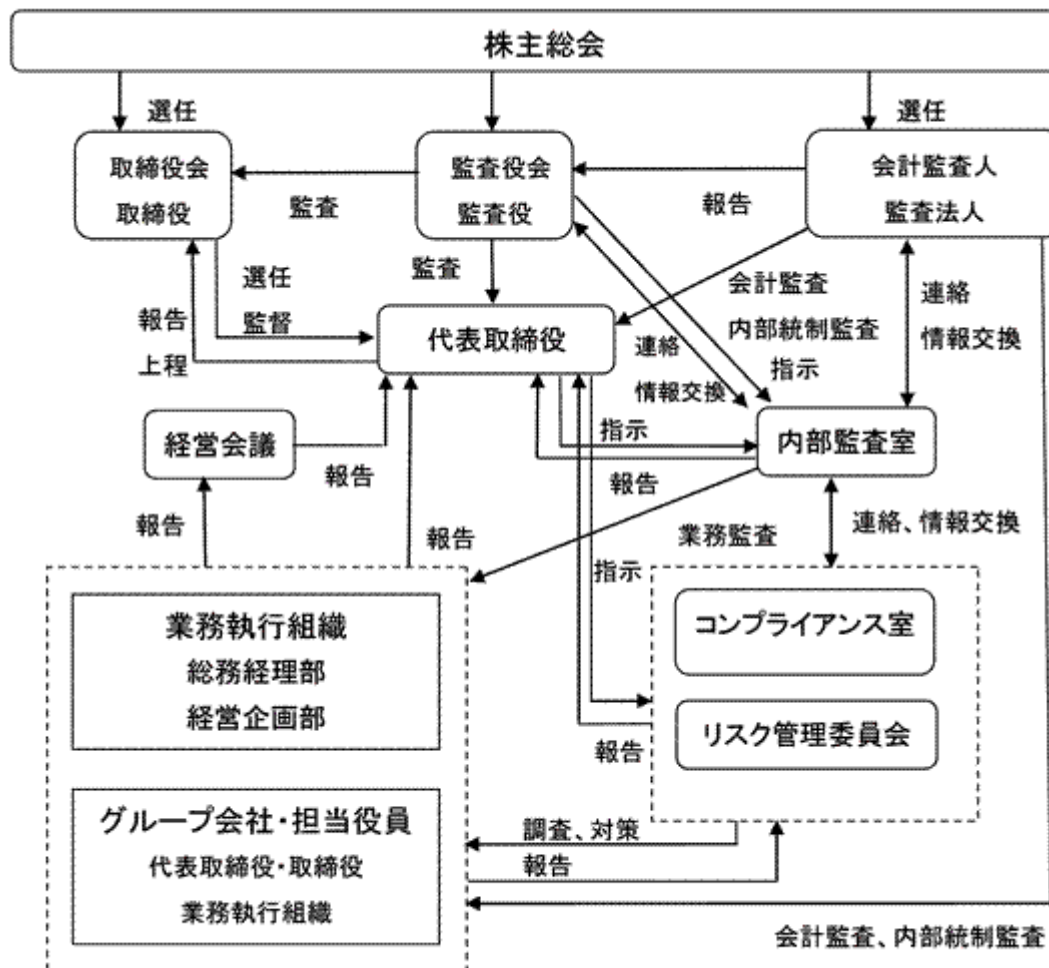 株主総会
選任
選任
取締役会
取締役
監査役会
監査役
会計監査人
監査法人
監査
報告
選任
監督
監査
会計監査
内部統制監査
連絡
情報交換
報告
上程
代表取締役
連絡
情報交換
指示
経営会議
報告
指示
報告
内部監査室
報告
報告
業務監査
連絡、情報交換
指示
業務執行組織
総務経理部
経営企画部
コンプライアンス室
リスク管理委員会
報告
グループ会社・担当役員
代表取締役・取締役
業務執行組織
調査、対策
報告
会計監査、内部統制監査